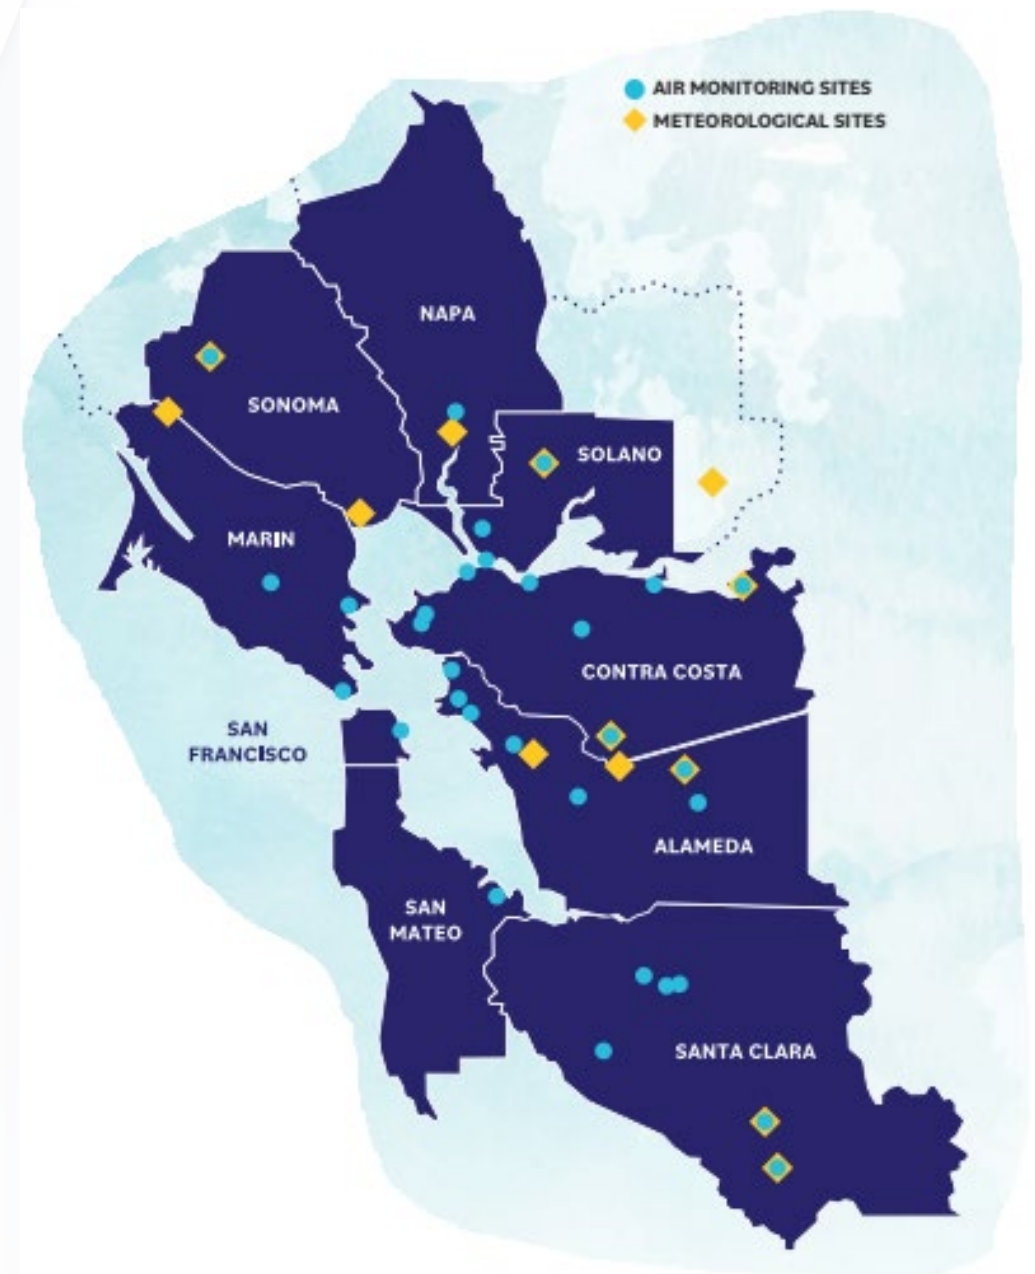 AIR MONITORING SITES
METEOROLOGICAL SITES
NAPA
SONOMA
SOLANO
MARIN
CONTRA COSTA
SAN
FRANCISCO
ALAMEDA
SAN
MATEO
SANTA CLARA